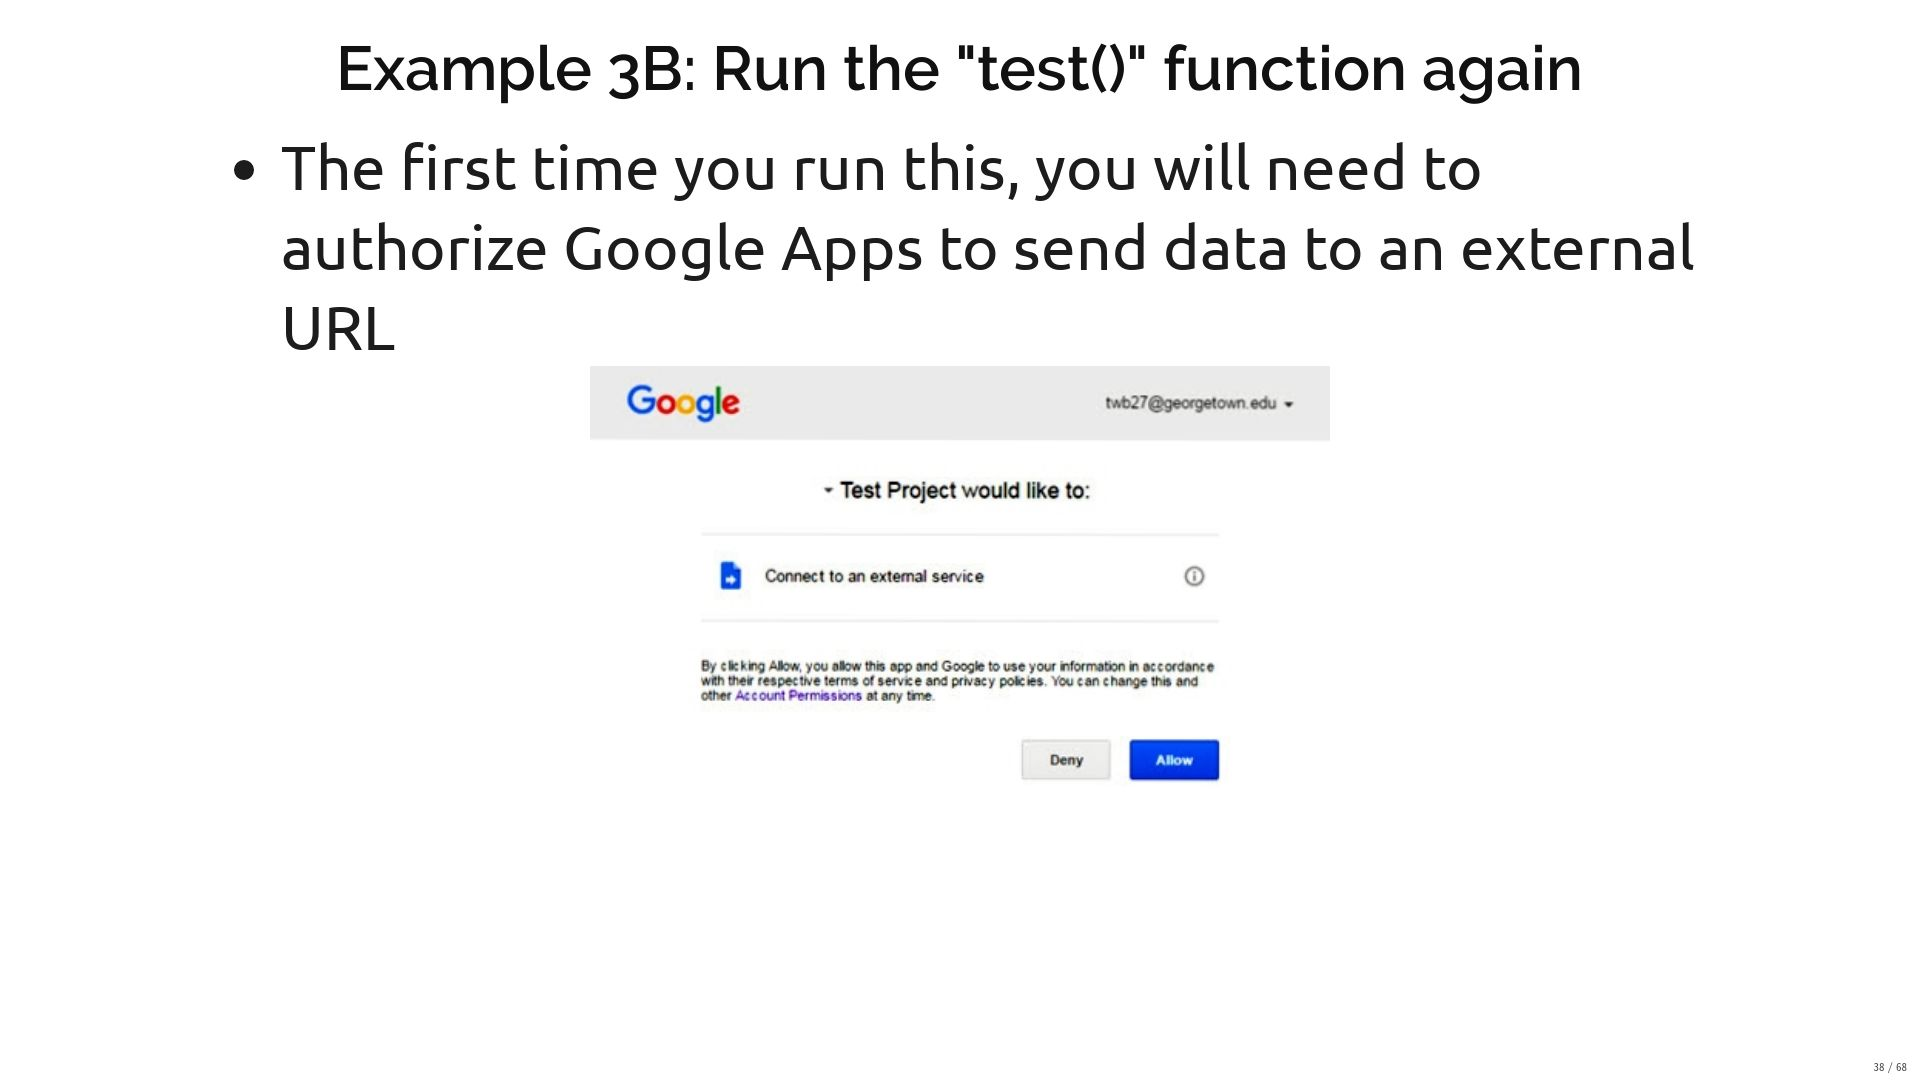 Example 3B: Run the "test()" function again
• The first time you run this, you will need to
authorize Google Apps to send data to an external
URL
Google
twb27@georgetown.edu
Test Project would like to:
Connect to an external service
By clicking Allow, you allow this app and Google to use your information in accordance
with their respective terms of service and privacy policies. You can change this and
other Account Permissions at any time.
Deny
Allow
38 / 68